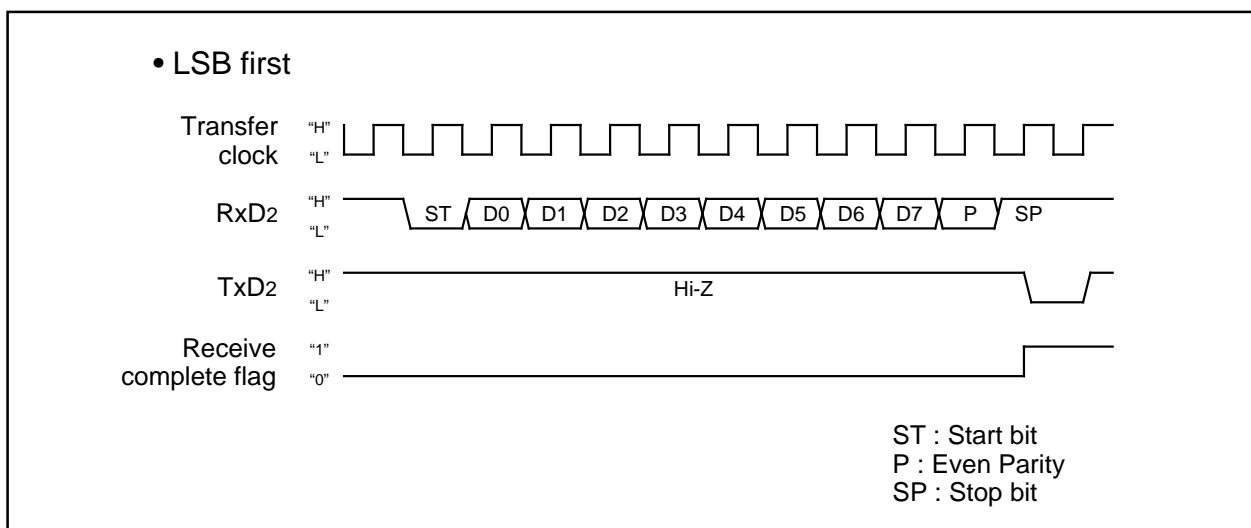 • LSB first
Transfer clock “H” “L”
RxD2 “H” “L” ST D0 D1 D2 D3 D4 D5 D6 D7 P SP
TxD2 “H” “L” Hi-Z
Receive complete flag “1” “0”
ST : Start bit
P : Even Parity
SP : Stop bit